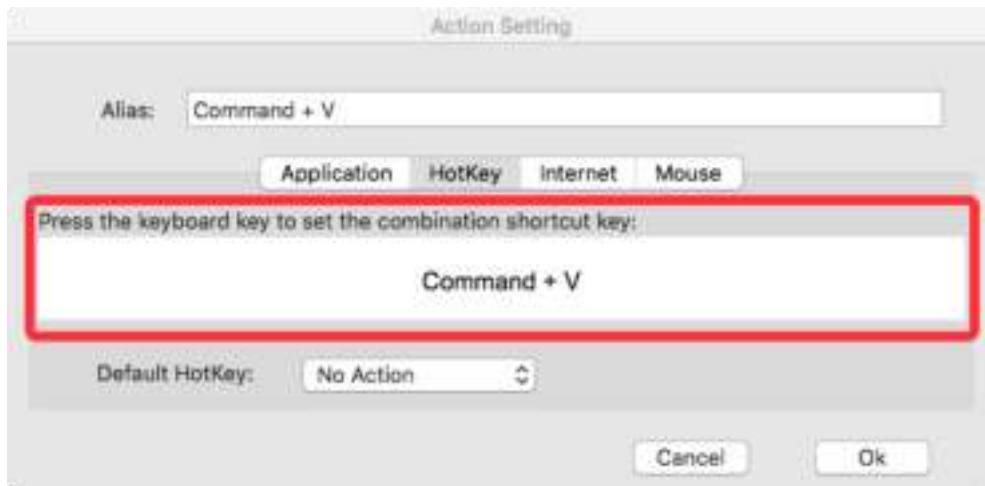 Action Setting
Alias: Command + V
Application HotKey Internet Mouse
Press the keyboard key to set the combination shortcut key:
Command + V
Default HotKey: No Action
Cancel Ok